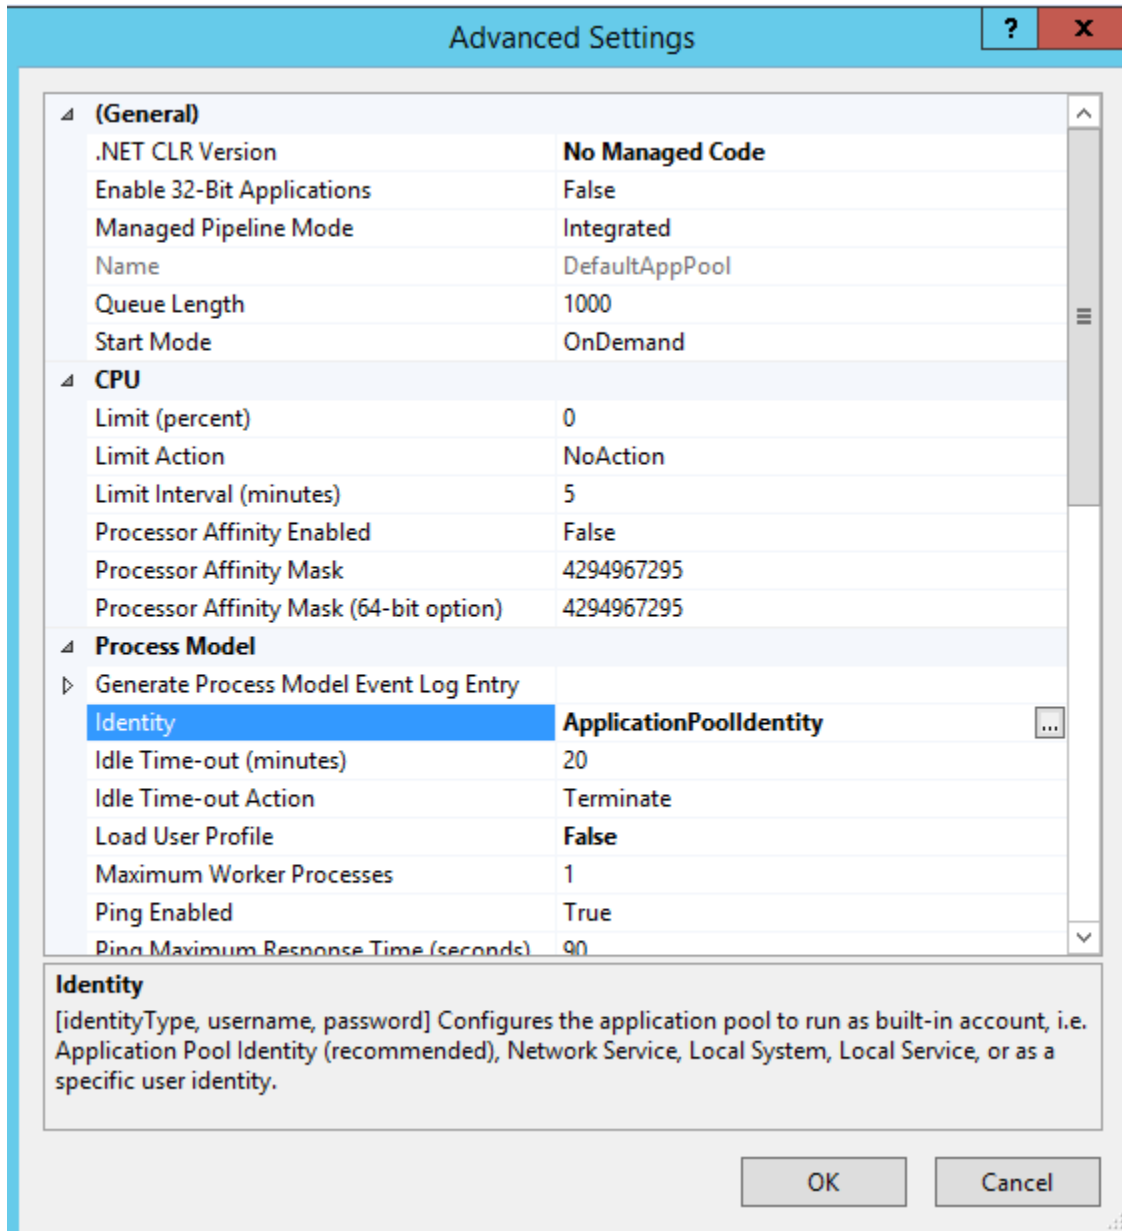 Advanced Settings
?
x
(General)
.NET CLR Version No Managed Code
Enable 32-Bit Applications False
Managed Pipeline Mode Integrated
Name DefaultAppPool
Queue Length 1000
Start Mode OnDemand
CPU
Limit (percent) 0
Limit Action NoAction
Limit Interval (minutes) 5
Processor Affinity Enabled False
Processor Affinity Mask 4294967295
Processor Affinity Mask (64-bit option) 4294967295
Process Model
Generate Process Model Event Log Entry
Identity ApplicationPoolIdentity ...
Idle Time-out (minutes) 20
Idle Time-out Action Terminate
Load User Profile False
Maximum Worker Processes 1
Ping Enabled True
Ping Maximum Response Time (seconds) 90
Identity
[identityType, username, password] Configures the application pool to run as built-in account, i.e.
Application Pool Identity (recommended), Network Service, Local System, Local Service, or as a
specific user identity.
OK Cancel